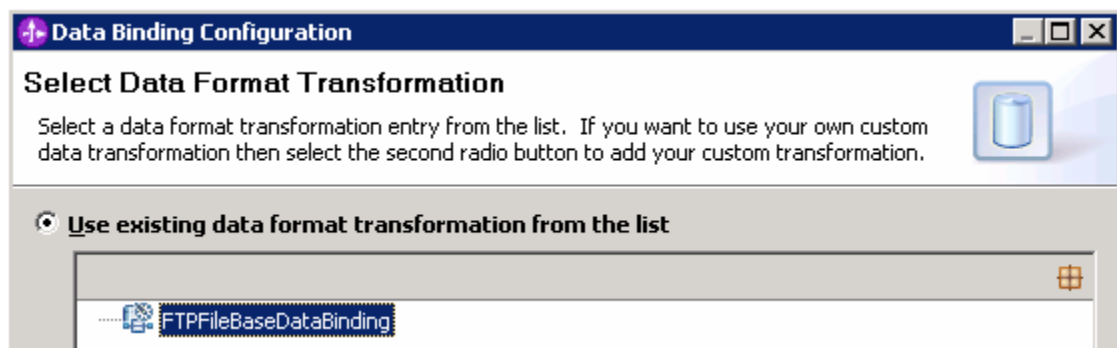 Data Binding Configuration
Select Data Format Transformation
Select a data format transformation entry from the list. If you want to use your own custom
data transformation then select the second radio button to add your custom transformation.
Use existing data format transformation from the list
FTPFileBaseDataBinding